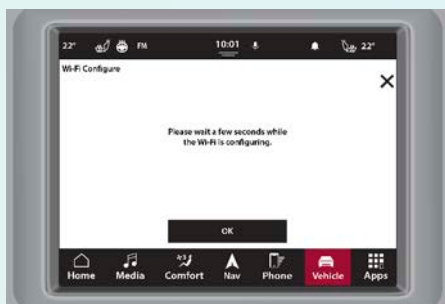 22° FM 10:01 22°
Wi-Fi Configure
Please wait a few seconds while
the Wi-Fi is configuring.
OK
Home Media Comfort Nav Phone Vehicle Apps